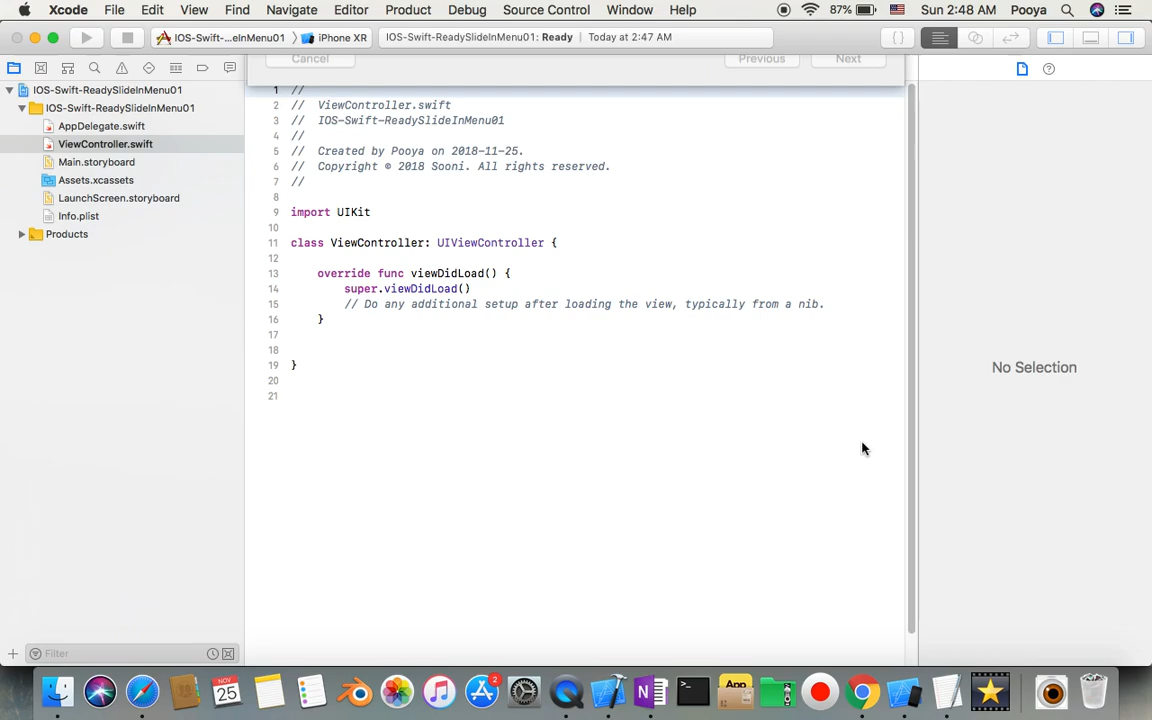 Xcode File Edit View Find Navigate Editor Product Debug Source Control Window Help 87% Sun 2:48 AM Pooya
IOS-Swift-...eInMenu01 iPhone XR IOS-Swift-ReadySlideInMenu01: Ready Today at 2:47 AM
Cancel Previous Next
IOS-Swift-ReadySlideInMenu01
IOS-Swift-ReadySlideInMenu01
AppDelegate.swift
ViewController.swift
Main.storyboard
Assets.xcassets
LaunchScreen.storyboard
Info.plist
Products
1 //
2 // ViewController.swift
3 // IOS-Swift-ReadySlideInMenu01
4 //
5 // Created by Pooya on 2018-11-25.
6 // Copyright © 2018 Sooni. All rights reserved.
7 //
8
9 import UIKit
10
11 class ViewController: UIViewController {
12
13 override func viewDidLoad() {
14 super.viewDidLoad()
15 // Do any additional setup after loading the view, typically from a nib.
16 }
17
18
19 }
20
21
No Selection
Filter
NOV
25
2
App